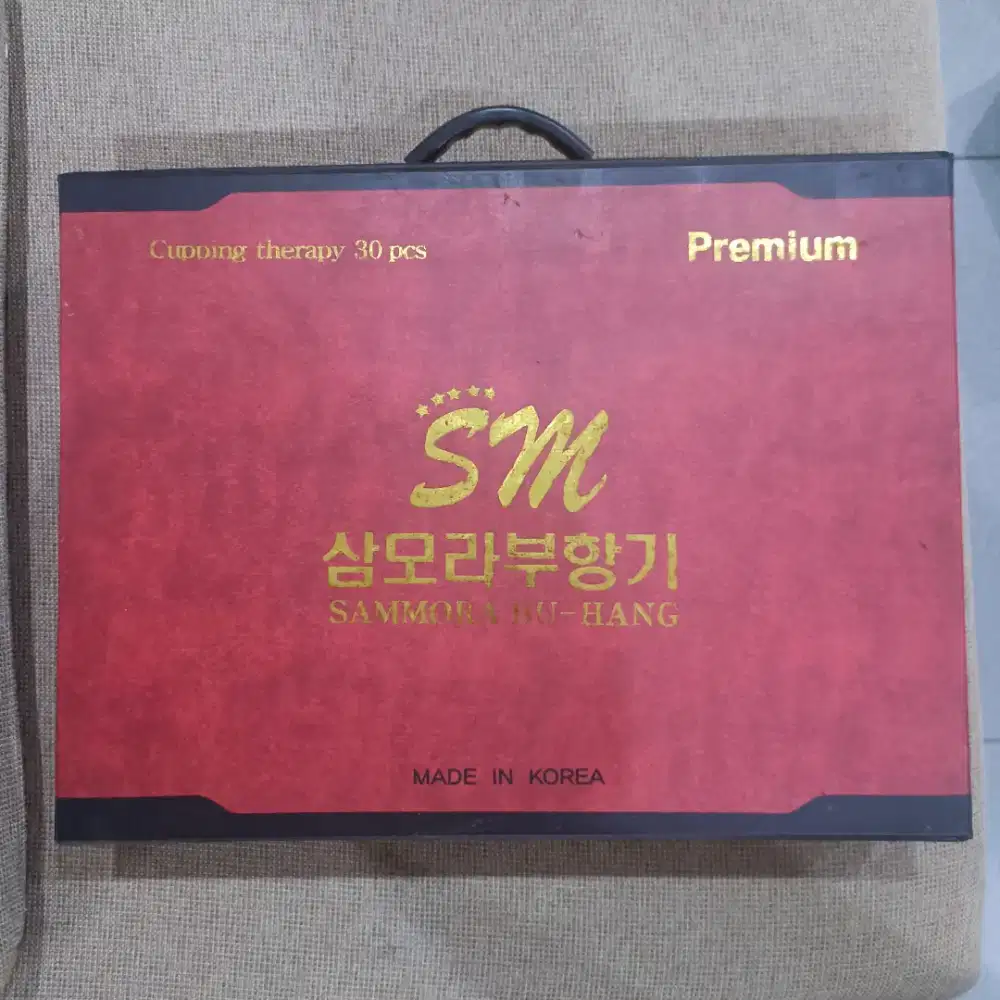 Cupping therapy 30 pcs
Premium
SM
삼모라부항기
SAMMORA BU-HANG
MADE IN KOREA